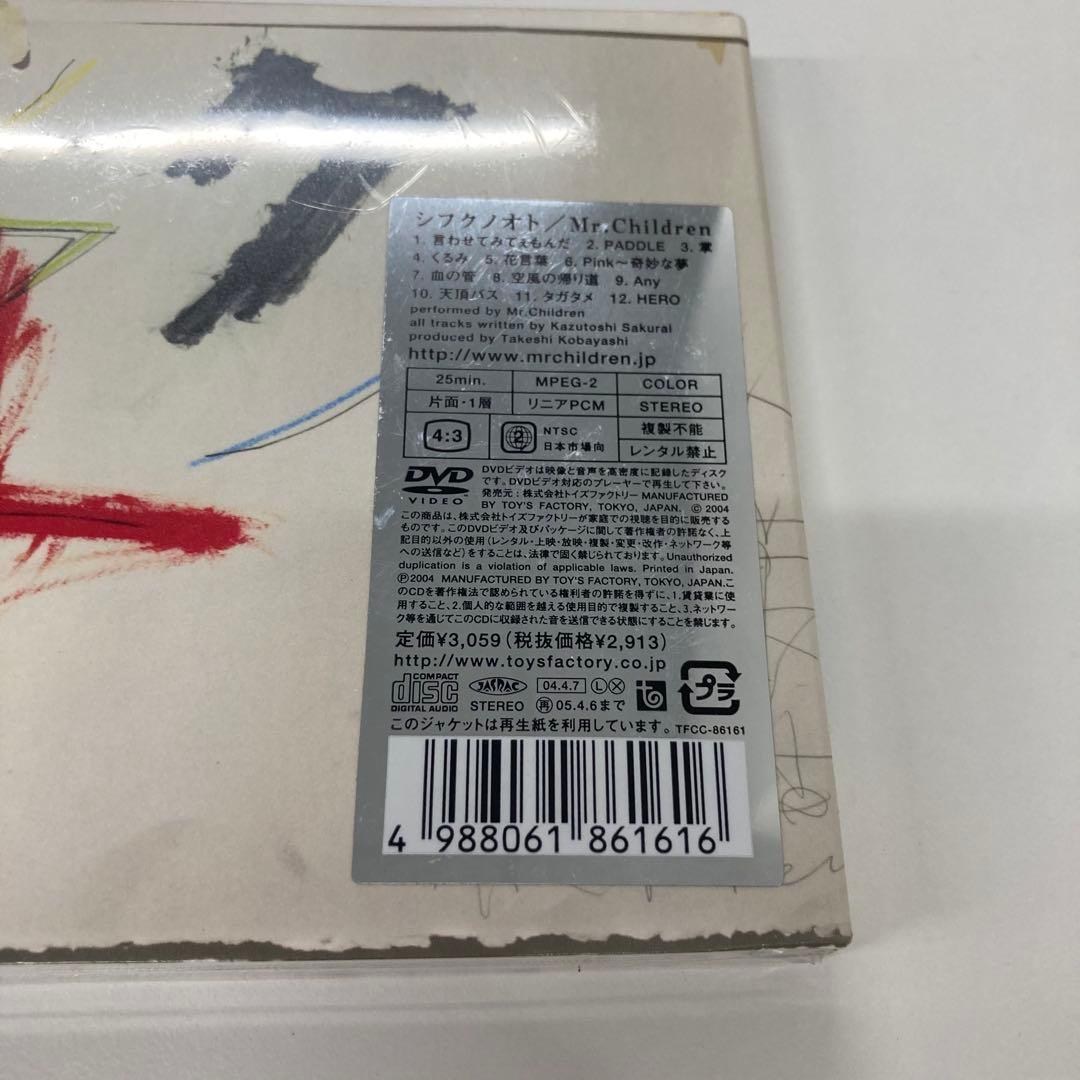 シフクノオト／Mr.Children
1. 言わせてみてぇもんだ 2. PADDLE 3. 掌
4. くるみ 5. 花言葉 6. Pink～奇妙な夢
7. 血の管 8. 空風の帰り道 9. Any
10. 天頂バス 11. タガタメ 12. HERO
performed by Mr.Children
all tracks written by Kazutoshi Sakurai
produced by Takeshi Kobayashi
http://www.mrchildren.jp
25min. MPEG-2 COLOR
片面・1層 リニアPCM STEREO
4:3 2 NTSC 日本市場向 複製不能
レンタル禁止
DVD VIDEO
DVDビデオは映像と音声を高密度に記録したディスク
です。DVDビデオ対応のプレーヤーで再生して下さい。
発売元：株式会社トイズファクトリー MANUFACTURED
BY TOY'S FACTORY, TOKYO, JAPAN. Ⓒ 2004
この商品は、株式会社トイズファクトリーが家庭での視聴を目的に販売する
ものです。このDVDビデオ及びパッケージに関して著作権者の許諾なく、上
記目的以外の使用(レンタル・上映・放映・複製・変更・改作・ネットワーク等
への送信など)をすることは、法律で固く禁じられております。Unauthorized
duplication is a violation of applicable laws. Printed in Japan.
Ⓟ2004 MANUFACTURED BY TOY'S FACTORY, TOKYO, JAPAN.こ
のCDを著作権法で認められている権利者の許諾を得ずに、1.賃貸業に使
用すること、2.個人的な範囲を越える使用目的で複製すること、3.ネットワー
ク等を通じてこのCDに収録された音を送信できる状態にすることを禁じます。
定価¥3,059(税抜価格¥2,913)
http://www.toysfactory.co.jp
COMPACT disc DIGITAL AUDIO JASRAC 04.4.7 Ⓛ Ⓧ プラ
STEREO 再 05.4.6まで
このジャケットは再生紙を利用しています。TFCC-86161
4 988061 861616